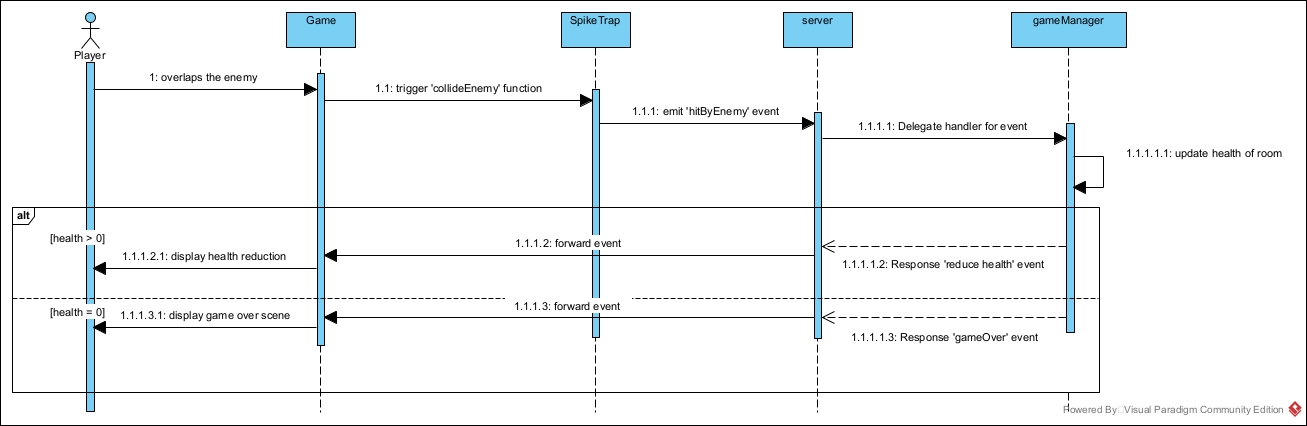 Game
SpikeTrap
server
gameManager
Player
1: overlaps the enemy
1.1: trigger 'collideEnemy' function
1.1.1: emit 'hitByEnemy' event
1.1.1.1: Delegate handler for event
1.1.1.1.1: update health of room
alt
[health > 0]
1.1.1.2: forward event
1.1.1.2.1: display health reduction
1.1.1.1.2: Response 'reduce health' event
1.1.1.3: forward event
[health = 0]
1.1.1.3.1: display game over scene
1.1.1.1.3: Response 'gameOver' event
Powered By Visual Paradigm Community Edition